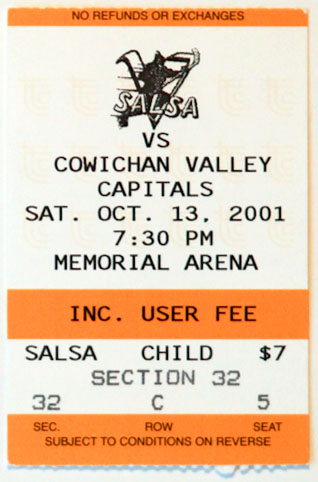 NO REFUNDS OR EXCHANGES
SALSA
VS
COWICHAN VALLEY
CAPITALS
SAT. OCT. 13, 2001
7:30 PM
MEMORIAL ARENA
INC. USER FEE
SALSA CHILD $7
SECTION 32
32 C 5
SEC. ROW SEAT
SUBJECT TO CONDITIONS ON REVERSE